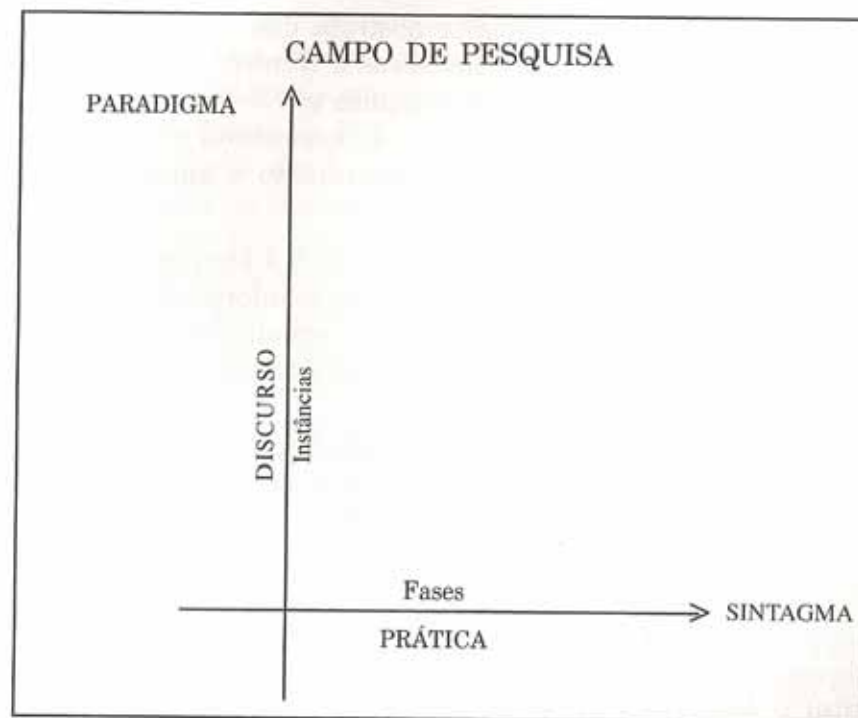 CAMPO DE PESQUISA
PARADIGMA
DISCURSO
Instâncias
Fases
SINTAGMA
PRÁTICA